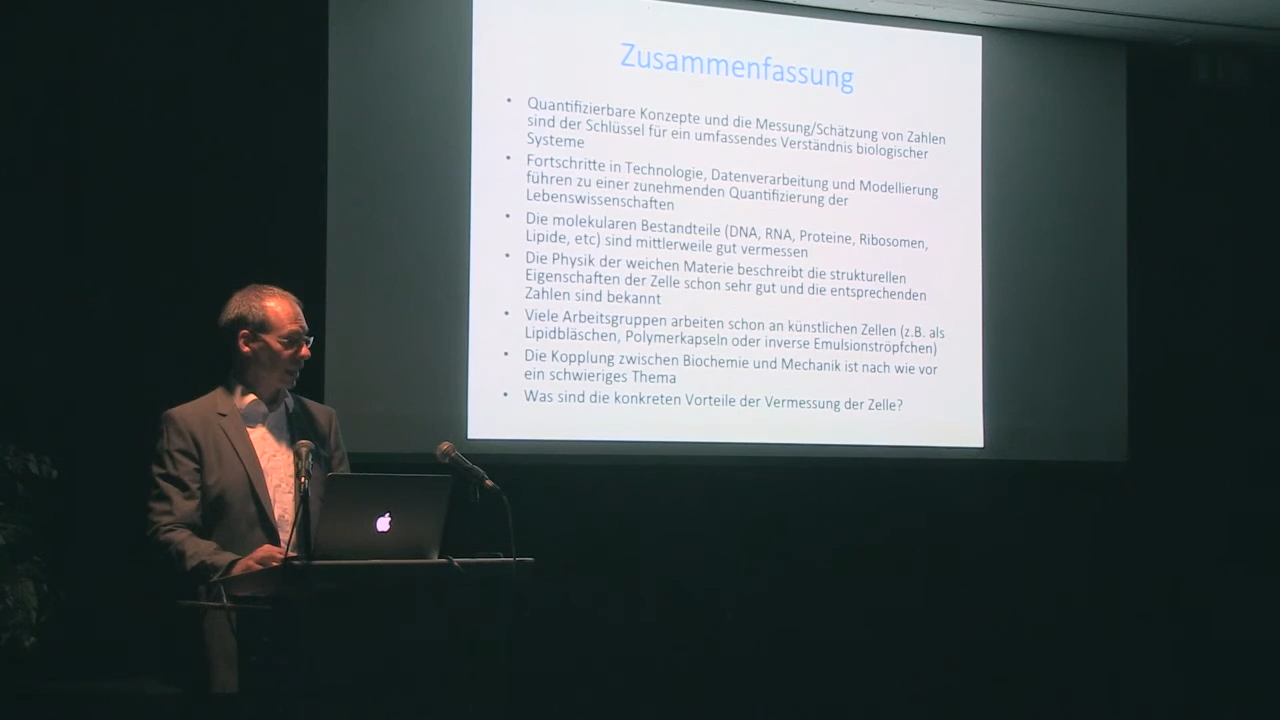 Zusammenfassung
• Quantifizierbare Konzepte und die Messung/Schätzung von Zahlen
sind der Schlüssel für ein umfassendes Verständnis biologischer
Systeme
• Fortschritte in Technologie, Datenverarbeitung und Modellierung
führen zu einer zunehmenden Quantifizierung der
Lebenswissenschaften
• Die molekularen Bestandteile (DNA, RNA, Proteine, Ribosomen,
Lipide, etc) sind mittlerweile gut vermessen
• Die Physik der weichen Materie beschreibt die strukturellen
Eigenschaften der Zelle schon sehr gut und die entsprechenden
Zahlen sind bekannt
• Viele Arbeitsgruppen arbeiten schon an künstlichen Zellen (z.B. als
Lipidbläschen, Polymerkapseln oder inverse Emulsionströpfchen)
• Die Kopplung zwischen Biochemie und Mechanik ist nach wie vor
ein schwieriges Thema
• Was sind die konkreten Vorteile der Vermessung der Zelle?